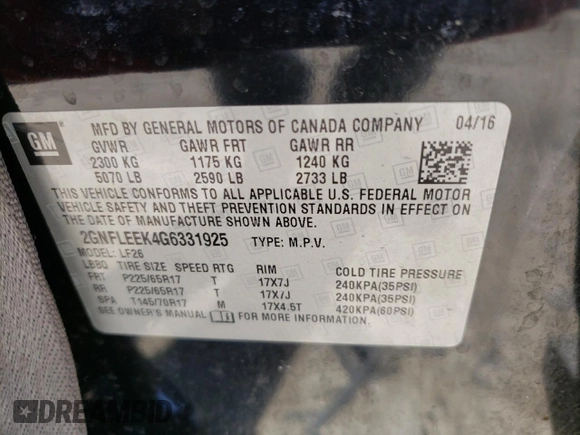 GM
MFD BY GENERAL MOTORS OF CANADA COMPANY 04/16
GVWR GAWR FRT GAWR RR
2300 KG 1175 KG 1240 KG
5070 LB 2590 LB 2733 LB
THIS VEHICLE CONFORMS TO ALL APPLICABLE U.S. FEDERAL MOTOR
VEHICLE SAFETY AND THEFT PREVENTION STANDARDS IN EFFECT ON
THE DATE OF MANUFACTURE SHOWN ABOVE.
2GNFLEEK4G6331925 TYPE: M.P.V.
MODEL: LF26
LBBQ TIRE SIZE SPEED RTG RIM COLD TIRE PRESSURE
FRT P225/65R17 T 17X7J 240KPA(35PSI)
RR P225/65R17 T 17X7J 240KPA(35PSI)
SPA T145/70R17 M 17X4.5T 420KPA(60PSI)
SEE OWNER'S MANUAL FOR MORE INFORMATION.
DREAMBID